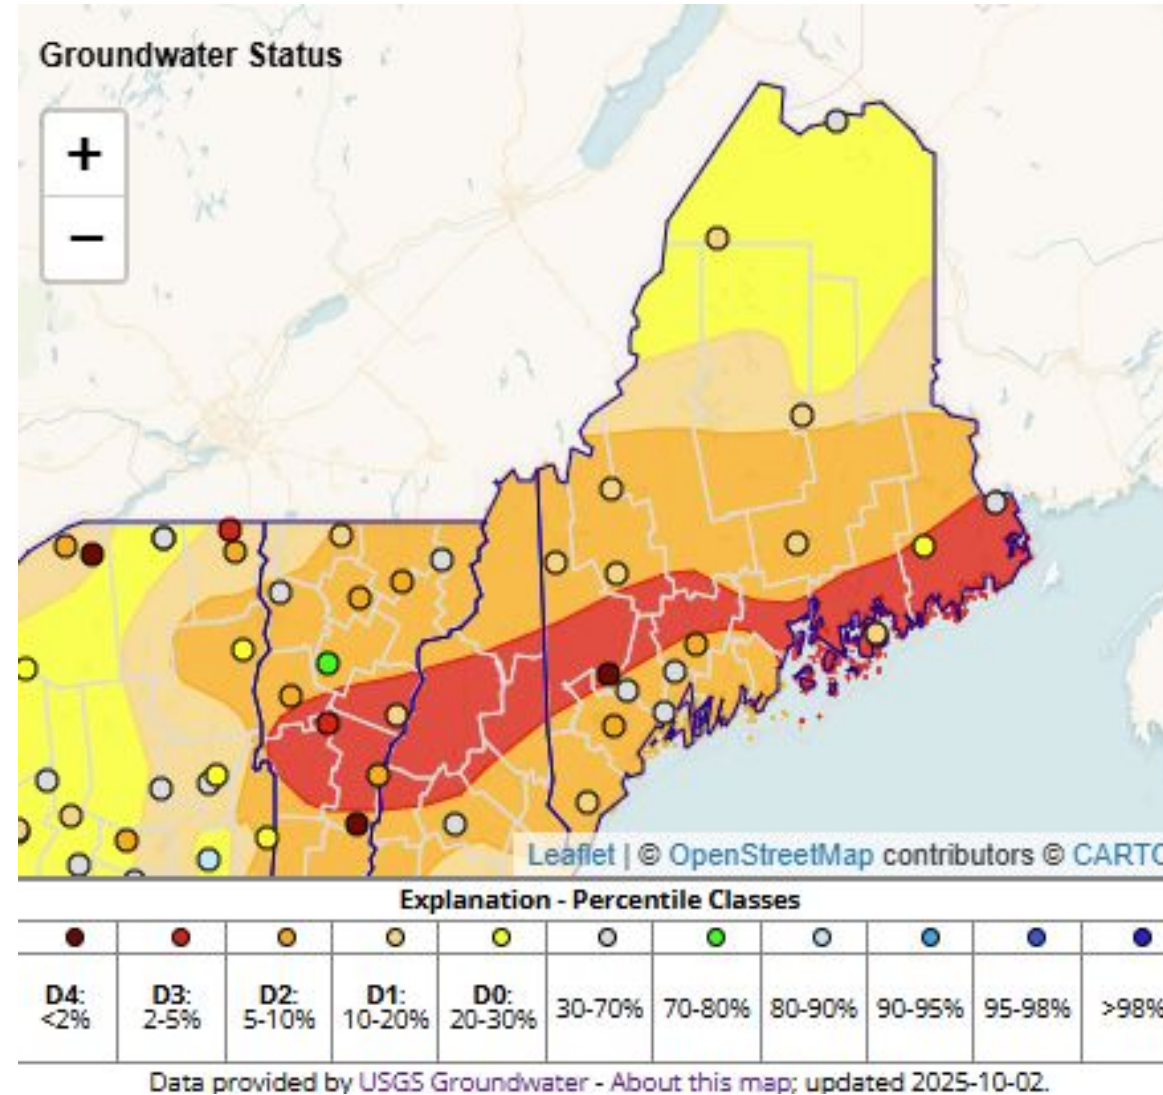 Groundwater Status
+
−
Leaflet | © OpenStreetMap contributors © CARTO
Explanation - Percentile Classes
D4: D3: D2: D1: D0:
<2% 2-5% 5-10% 10-20% 20-30% 30-70% 70-80% 80-90% 90-95% 95-98% >98%
Data provided by USGS Groundwater - About this map; updated 2025-10-02.